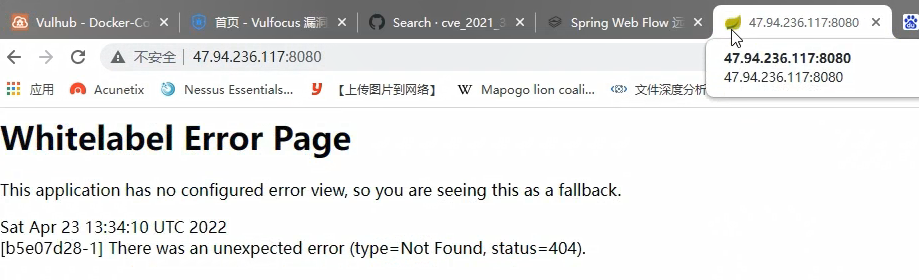 Vulhub - Docker-Co
首页 - Vulfocus 漏洞
Search · cve_2021_3
Spring Web Flow 远
47.94.236.117:8080
不安全 | 47.94.236.117:8080
47.94.236.117:8080
47.94.236.117:8080
应用
Acunetix
Nessus Essentials...
【上传图片到网络】
Mapogo lion coali...
文件深度分析
Whitelabel Error Page
This application has no configured error view, so you are seeing this as a fallback.
Sat Apr 23 13:34:10 UTC 2022
[b5e07d28-1] There was an unexpected error (type=Not Found, status=404).